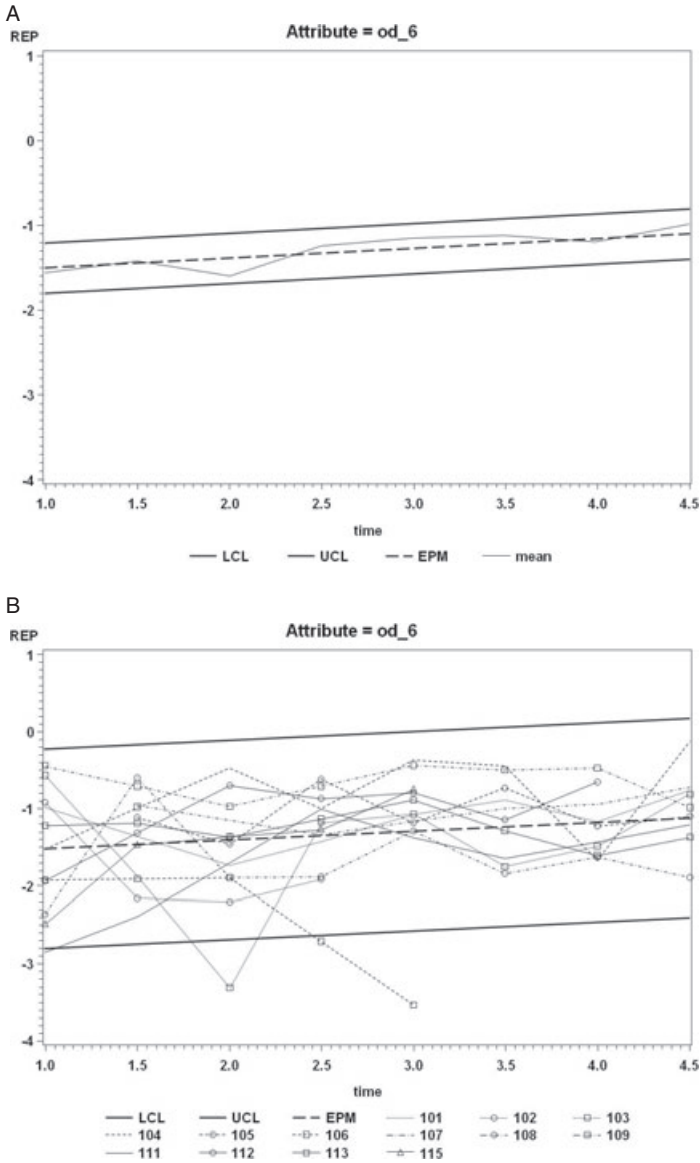 A
REP
Attribute = od_6
1
0
-1
-2
-3
-4
1.0 1.5 2.0 2.5 3.0 3.5 4.0 4.5
time
LCL UCL EPM mean
B
REP
Attribute = od_6
1
0
-1
-2
-3
-4
1.0 1.5 2.0 2.5 3.0 3.5 4.0 4.5
time
LCL UCL EPM 101 102 103
104 105 106 107 108 109
111 112 113 115